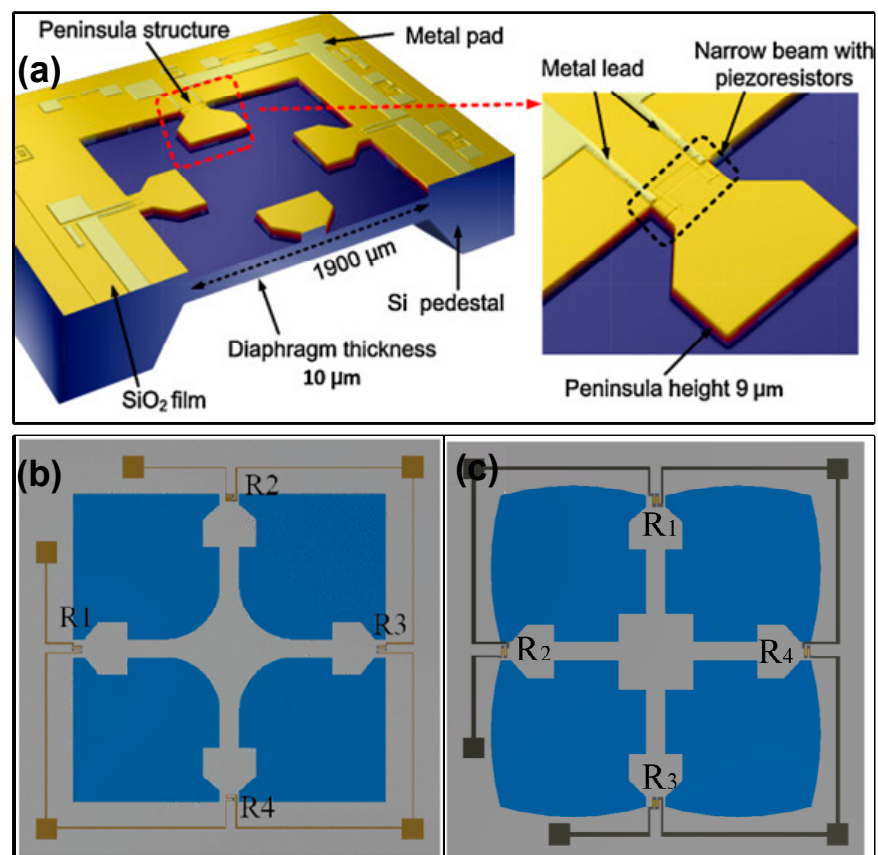 (a)
Peninsula structure
Metal pad
Metal lead
Narrow beam with
piezoresistors
1900 µm
Si pedestal
Diaphragm thickness
10 µm
SiO₂ film
Peninsula height 9 µm
(b)
R2
R1
R3
R4
(c)
R₁
R₂
R₄
R₃